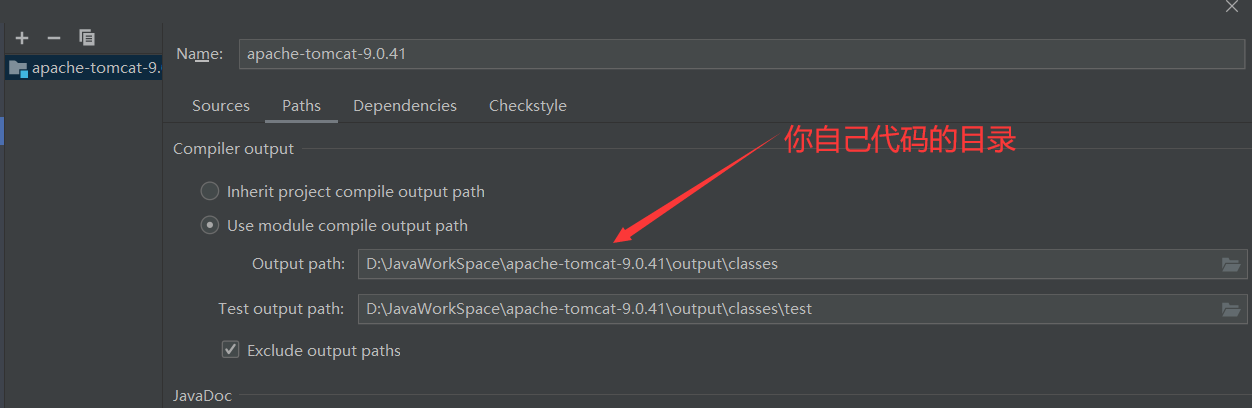 apache-tomcat-9.0
Name: apache-tomcat-9.0.41
Sources Paths Dependencies Checkstyle
你自己代码的目录
Compiler output
Inherit project compile output path
Use module compile output path
Output path: D:\JavaWorkSpace\apache-tomcat-9.0.41\output\classes
Test output path: D:\JavaWorkSpace\apache-tomcat-9.0.41\output\classes\test
Exclude output paths
JavaDoc